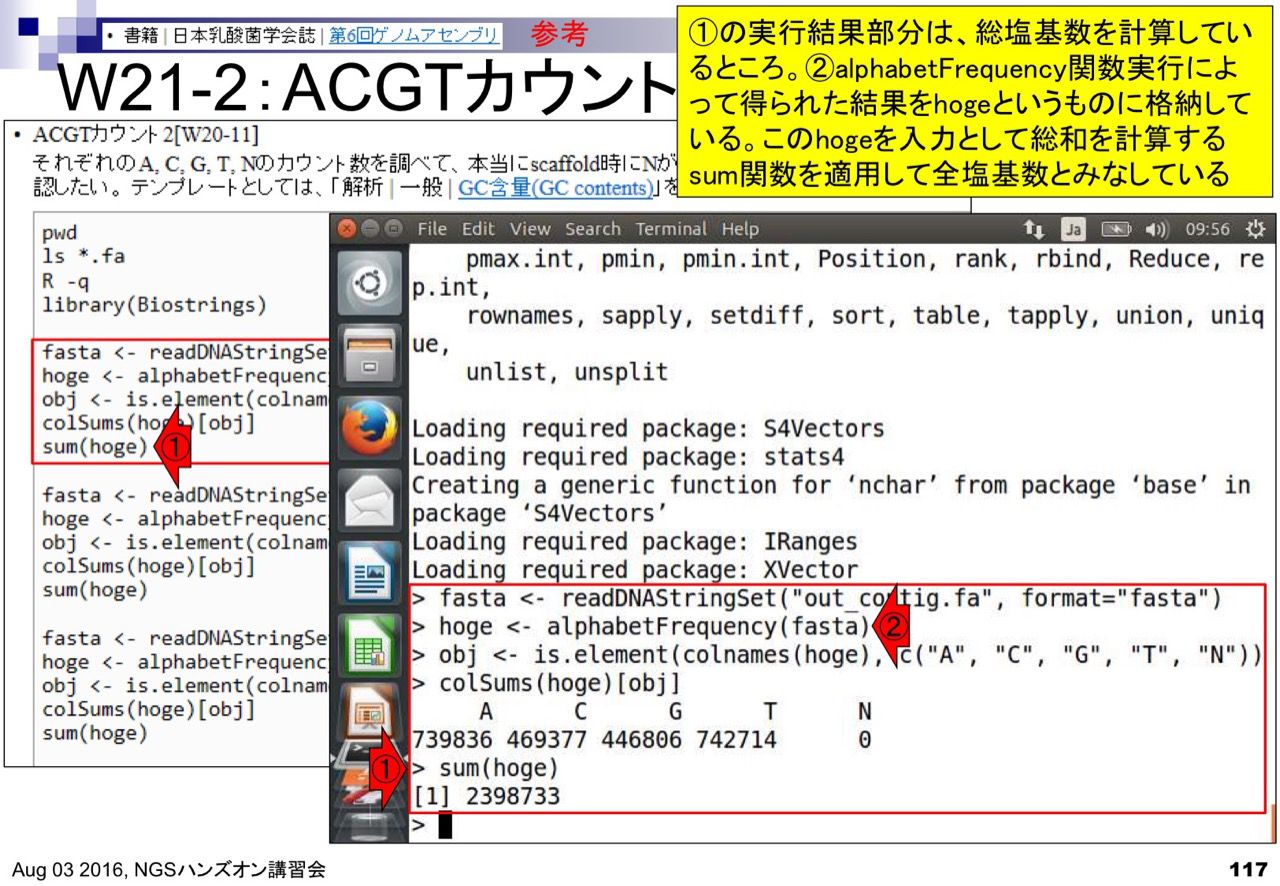 • 書籍 | 日本乳酸菌学会誌 | 第6回ゲノムアセンブリ
参考
W21-2：ACGTカウント
①の実行結果部分は、総塩基数を計算してい
るところ。②alphabetFrequency関数実行によ
って得られた結果をhogeというものに格納して
いる。このhogeを入力として総和を計算する
sum関数を適用して全塩基数とみなしている
• ACGTカウント2[W20-11]
それぞれのA, C, G, T, Nのカウント数を調べて、本当にscaffold時にNが
認したい。テンプレートとしては、「解析 | 一般 | GC含量(GC contents)」を
pwd
ls *.fa
R -q
library(Biostrings)
fasta <- readDNAStringSe
hoge <- alphabetFrequenc
obj <- is.element(colnam
colSums(hoge)[obj]
sum(hoge)
①
fasta <- readDNAStringSe
hoge <- alphabetFrequenc
obj <- is.element(colnam
colSums(hoge)[obj]
sum(hoge)
fasta <- readDNAStringSe
hoge <- alphabetFrequenc
obj <- is.element(colnam
colSums(hoge)[obj]
sum(hoge)
File Edit View Search Terminal Help
Ja
09:56
pmax.int, pmin, pmin.int, Position, rank, rbind, Reduce, re
p.int,
rownames, sapply, setdiff, sort, table, tapply, union, uniq
ue,
unlist, unsplit
Loading required package: S4Vectors
Loading required package: stats4
Creating a generic function for ‘nchar’ from package ‘base’ in
package ‘S4Vectors’
Loading required package: IRanges
Loading required package: XVector
> fasta <- readDNAStringSet("out_contig.fa", format="fasta")
> hoge <- alphabetFrequency(fasta)
②
> obj <- is.element(colnames(hoge), c("A", "C", "G", "T", "N"))
> colSums(hoge)[obj]
A C G T N
739836 469377 446806 742714 0
①
> sum(hoge)
[1] 2398733
>
Aug 03 2016, NGSハンズオン講習会
117